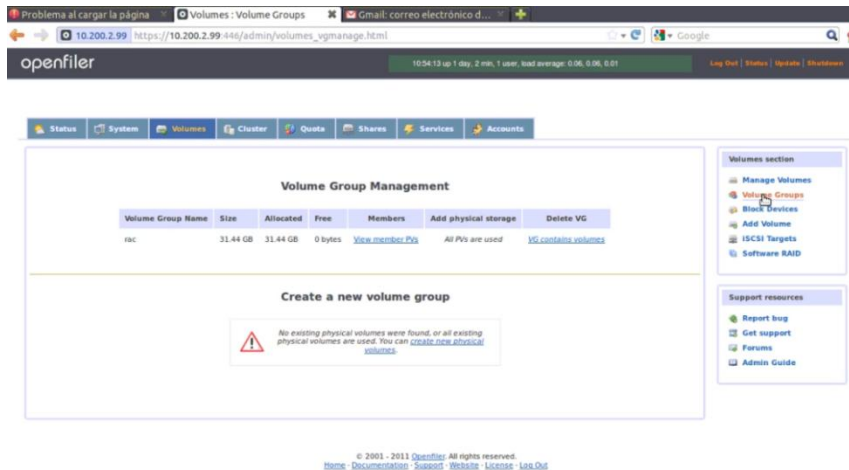 Problema al cargar la página
Volumes : Volume Groups
Gmail: correo electrónico d...
10.200.2.99 https://10.200.2.99:446/admin/volumes_vgmanage.html
Google
openfiler
10:54:13 up 1 day, 2 min, 1 user, load average: 0.06, 0.06, 0.01
Log Out | Status | Update | Shutdown
Status
System
Volumes
Cluster
Quota
Shares
Services
Accounts
Volume Group Management
Volume Group Name Size Allocated Free Members Add physical storage Delete VG
rac 31.44 GB 31.44 GB 0 bytes View member PVs All PVs are used VG contains volumes
Create a new volume group
No existing physical volumes were found, or all existing
physical volumes are used. You can create new physical
volumes.
Volumes section
Manage Volumes
Volume Groups
Block Devices
Add Volume
iSCSI Targets
Software RAID
Support resources
Report bug
Get support
Forums
Admin Guide
© 2001 - 2011 Openfiler. All rights reserved.
Home · Documentation · Support · Website · License · Log Out